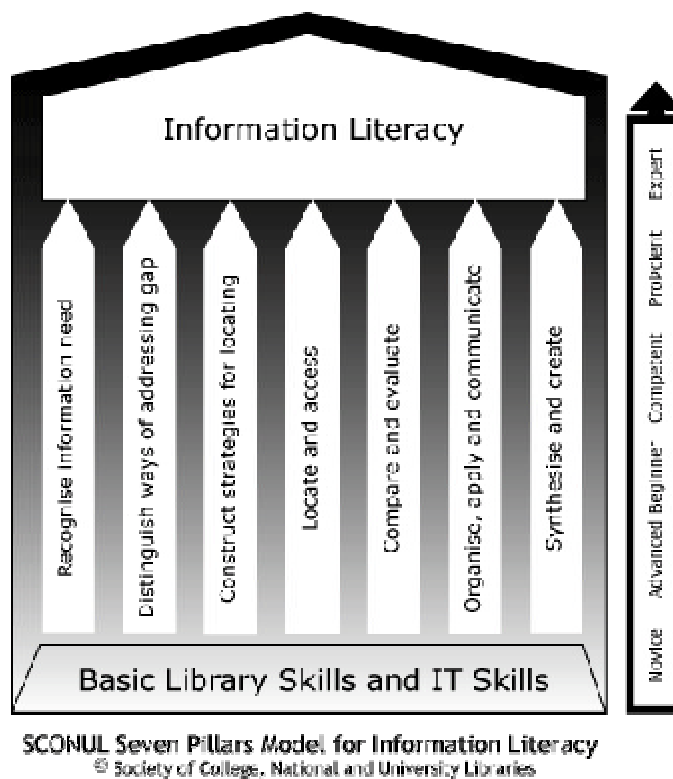 Information Literacy
Recognise information need
Distinguish ways of addressing gap
Construct strategies for locating
Locate and access
Compare and evaluate
Organise, apply and communicate
Synthesise and create
Basic Library Skills and IT Skills
Novice Advanced Beginner Competent Proficient Expert
SCONUL Seven Pillars Model for Information Literacy
© Society of College, National and University Libraries